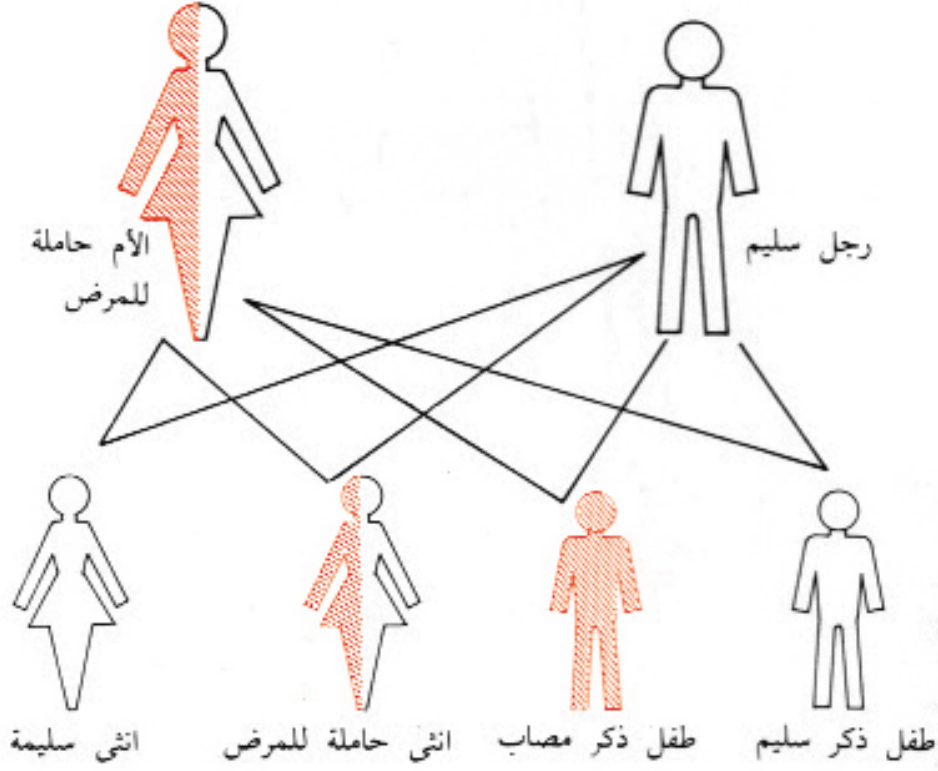 رجل سليم
الأم حاملة
للمرض
طفل ذكر سليم
طفل ذكر مصاب
انثى حاملة للمرض
انثى سليمة